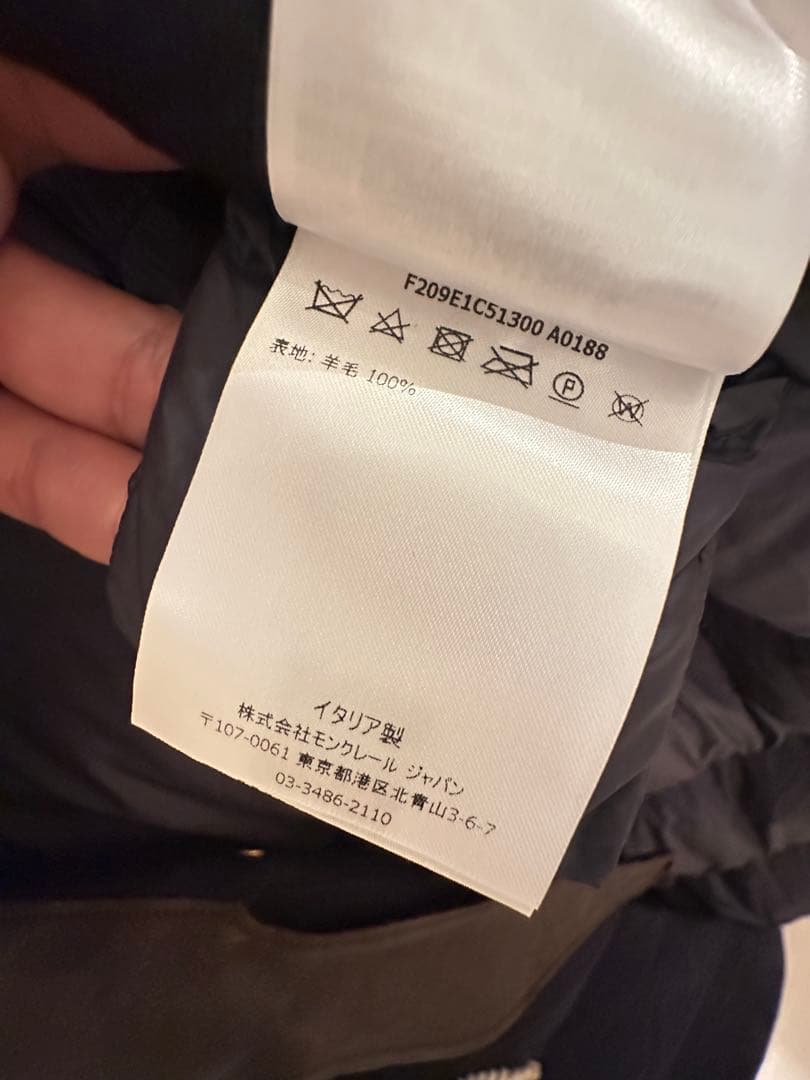 F209E1C51300 A0188
P W
表地: 羊毛 100%
イタリア製
株式会社モンクレール ジャパン
〒107-0061 東京都港区北青山3-6-7
03-3486-2110